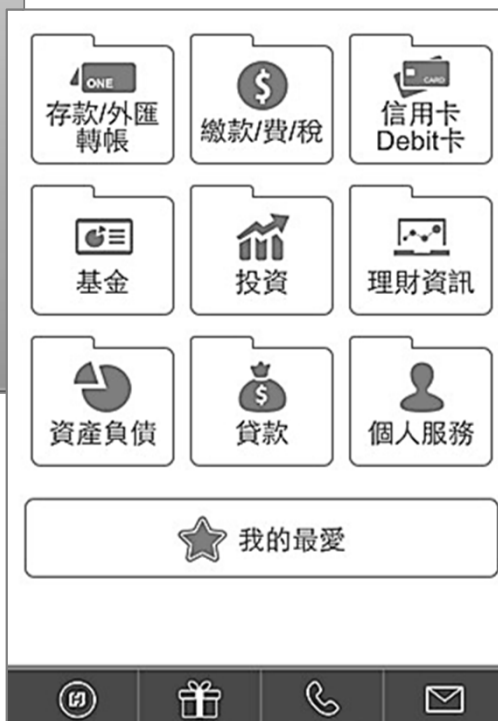 ONE
存款/外匯
轉帳
繳款/費/稅
CARD
信用卡
Debit卡
基金
投資
理財資訊
資產負債
貸款
個人服務
我的最愛